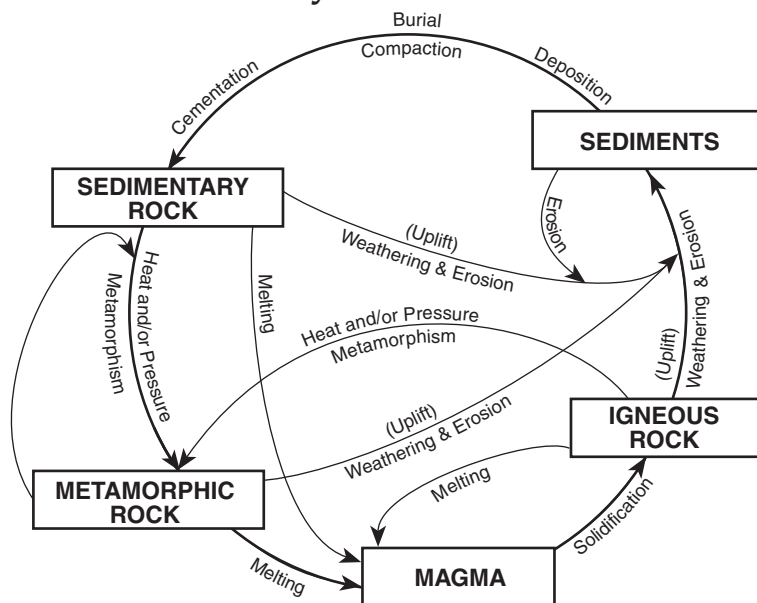 Burial
Compaction
Deposition
Cementation
SEDIMENTS
SEDIMENTARY
ROCK
Erosion
(Uplift)
Weathering & Erosion
Melting
Heat and/or Pressure
Metamorphism
Heat and/or Pressure
Metamorphism
(Uplift)
Weathering & Erosion
(Uplift)
Weathering & Erosion
IGNEOUS
ROCK
Melting
METAMORPHIC
ROCK
Solidification
Melting
MAGMA